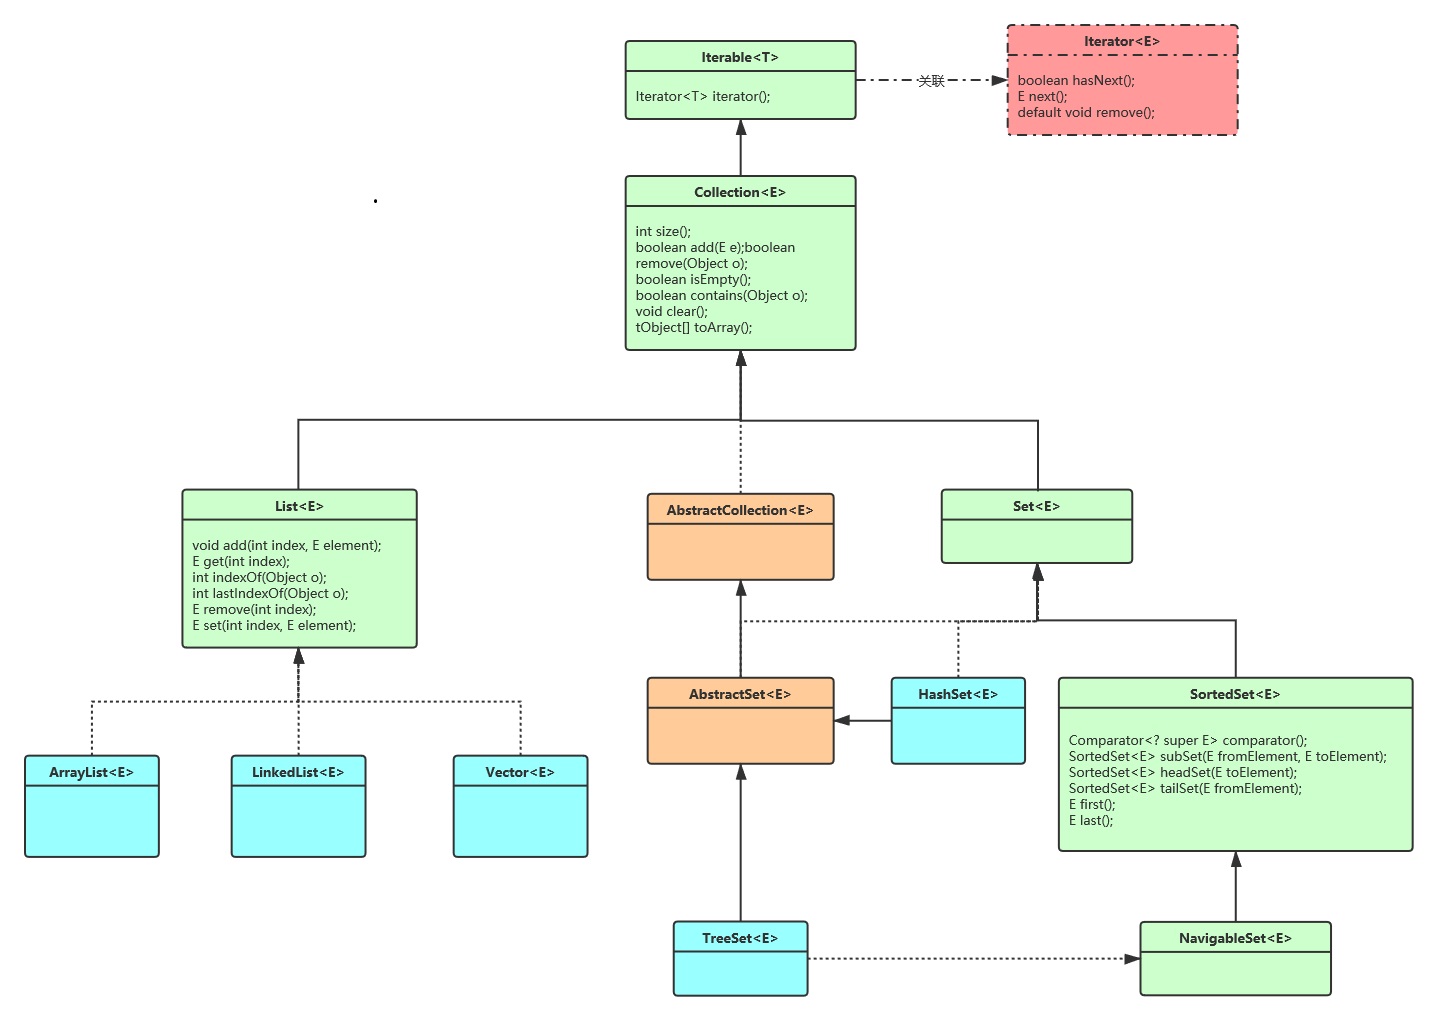 Iterable<T>
Iterator<T> iterator();
关联
Iterator<E>
boolean hasNext();
E next();
default void remove();
Collection<E>
int size();
boolean add(E e);boolean
remove(Object o);
boolean isEmpty();
boolean contains(Object o);
void clear();
tObject[] toArray();
List<E>
void add(int index, E element);
E get(int index);
int indexOf(Object o);
int lastIndexOf(Object o);
E remove(int index);
E set(int index, E element);
AbstractCollection<E>
Set<E>
AbstractSet<E>
HashSet<E>
SortedSet<E>
Comparator<? super E> comparator();
SortedSet<E> subSet(E fromElement, E toElement);
SortedSet<E> headSet(E toElement);
SortedSet<E> tailSet(E fromElement);
E first();
E last();
ArrayList<E>
LinkedList<E>
Vector<E>
TreeSet<E>
NavigableSet<E>